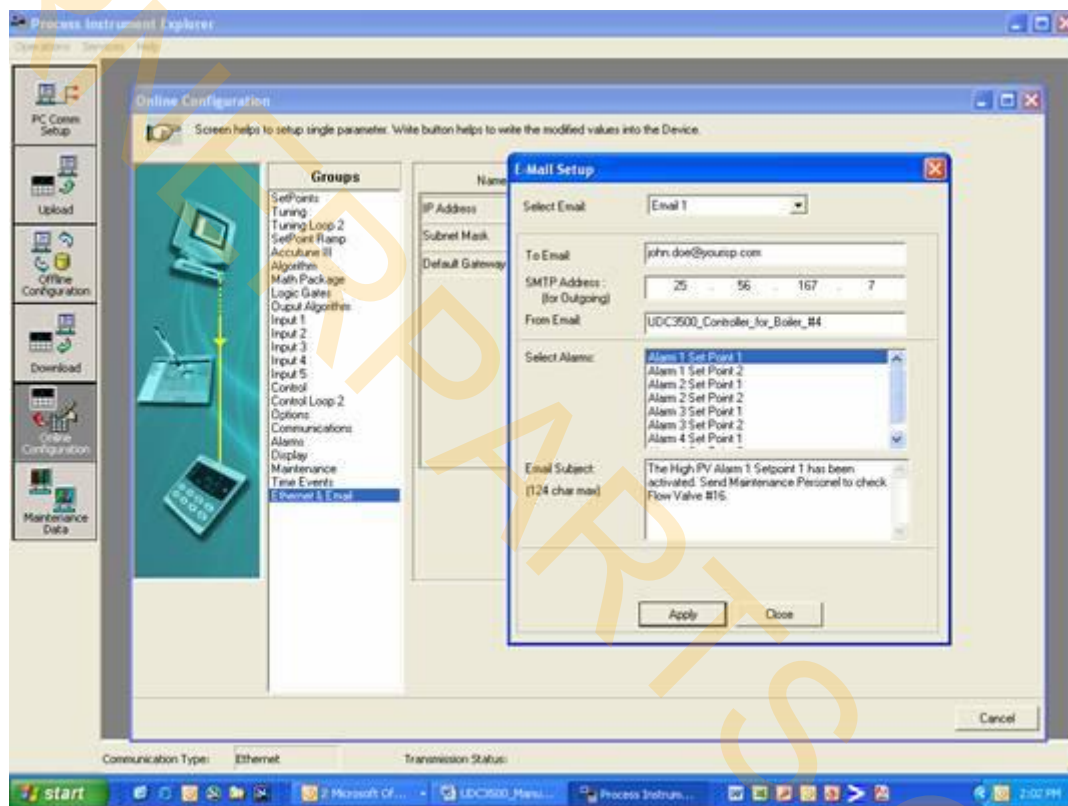 Process Instrument Explorer
Operations Services Help
PC Comm
Setup
Upload
Offline
Configuration
Download
Online
Configuration
Maintenance
Data
Online Configuration
Screen helps to setup single parameter. Write button helps to write the modified values into the Device.
Groups
SetPoints
Tuning
Tuning Loop 2
SetPoint Ramp
Accutune III
Algorithm
Math Package
Logic Gates
Ouput Algorithm
Input 1
Input 2
Input 3
Input 4
Input 5
Control
Control Loop 2
Options
Communications
Alarms
Display
Maintenance
Time Events
Ethernet & Email
Name
IP Address
Subnet Mask
Default Gateway
E-Mail Setup
Select Email: Email 1
To Email: john.doe@yourisp.com
SMTP Address :
(for Outgoing)
25 . 56 . 167 . 7
From Email: UDC3500_Controller_for_Boiler_#4
Select Alarms:
Alarm 1 Set Point 1
Alarm 1 Set Point 2
Alarm 2 Set Point 1
Alarm 2 Set Point 2
Alarm 3 Set Point 1
Alarm 3 Set Point 2
Alarm 4 Set Point 1
Email Subject:
(124 char max)
The High PV Alarm 1 Setpoint 1 has been
activated. Send Maintenance Personel to check
Flow Valve #16.
Apply Close
Cancel
Communication Type: Ethernet Transmission Status:
start 2 Microsoft Of... UDC3500_Manu... Process Instrum... 2:02 PM